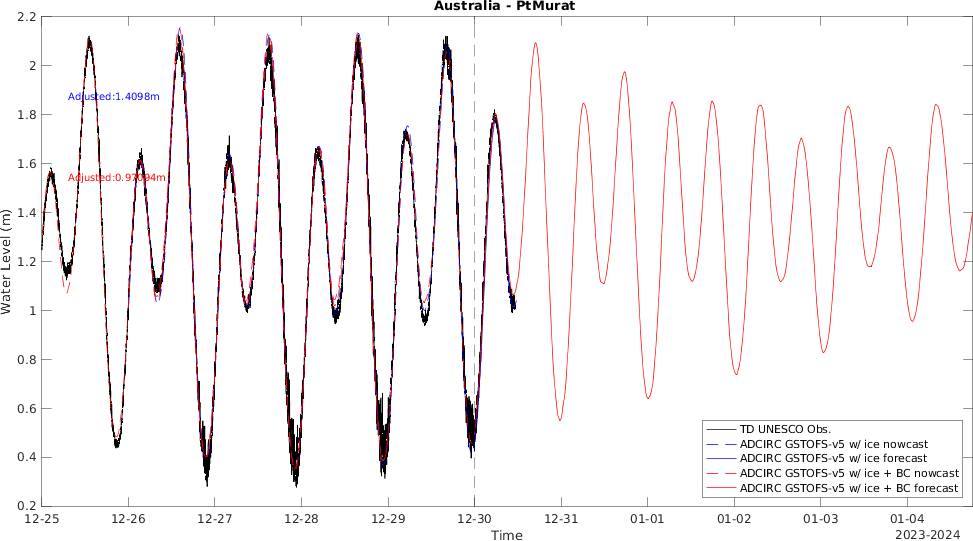 Australia - PtMurat
2.2
2
1.8
1.6
1.4
1.2
1
0.8
0.6
0.4
0.2
Water Level (m)
Adjusted:1.4098m
Adjusted:0.97094m
TD UNESCO Obs.
ADCIRC GSTOFS-v5 w/ ice nowcast
ADCIRC GSTOFS-v5 w/ ice forecast
ADCIRC GSTOFS-v5 w/ ice + BC nowcast
ADCIRC GSTOFS-v5 w/ ice + BC forecast
12-25 12-26 12-27 12-28 12-29 12-30 12-31 01-01 01-02 01-03 01-04
Time
2023-2024